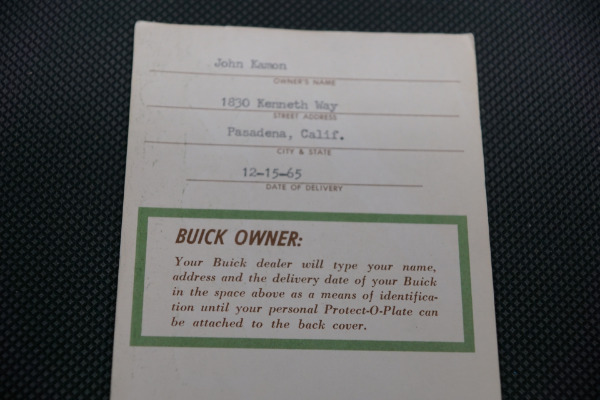 John Kamon
OWNER'S NAME
1830 Kenneth Way
STREET ADDRESS
Pasadena, Calif.
CITY & STATE
12-15-65
DATE OF DELIVERY
BUICK OWNER:
Your Buick dealer will type your name,
address and the delivery date of your Buick
in the space above as a means of identifica-
tion until your personal Protect-O-Plate can
be attached to the back cover.